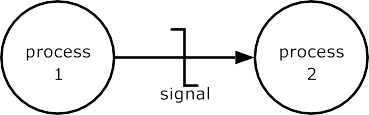 process
1
signal
process
2